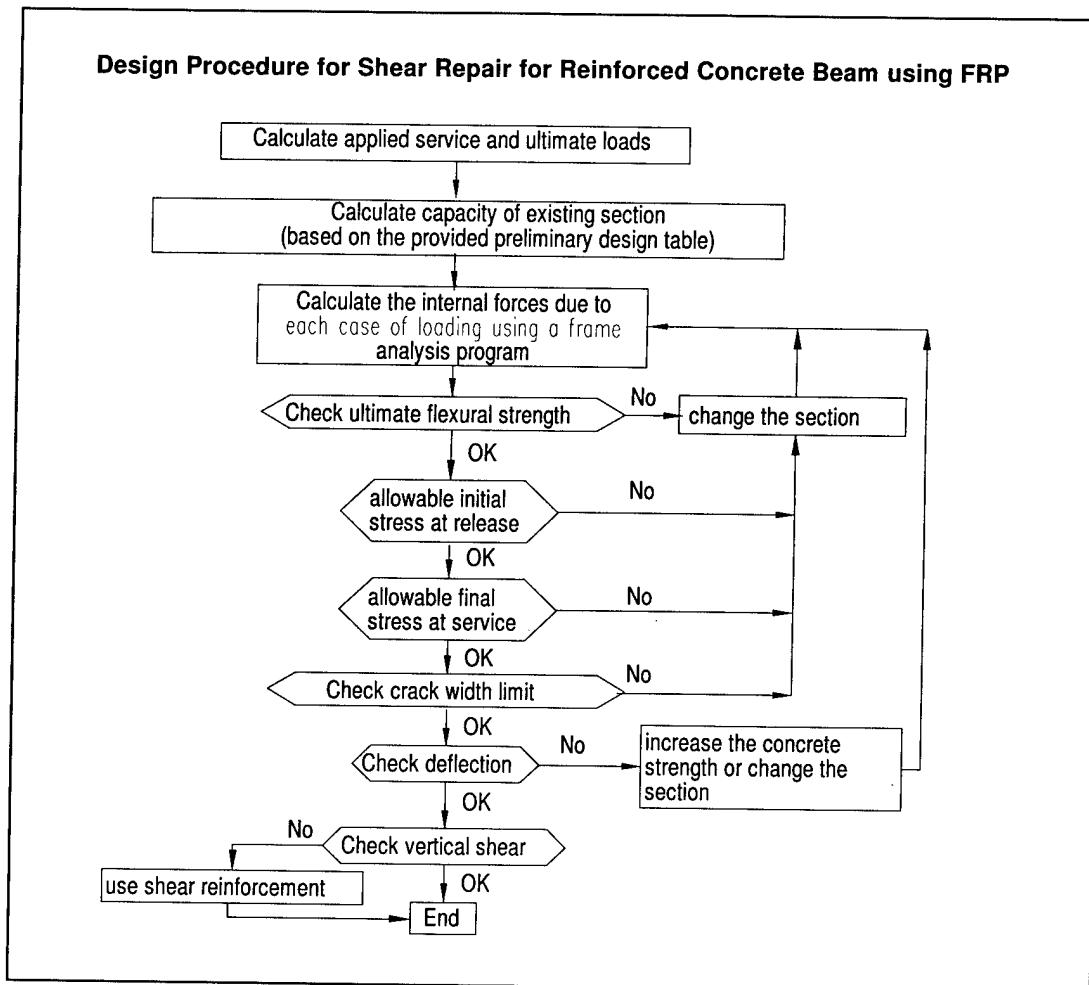 Design Procedure for Shear Repair for Reinforced Concrete Beam using FRP
Calculate applied service and ultimate loads
Calculate capacity of existing section
(based on the provided preliminary design table)
Calculate the internal forces due to
each case of loading using a frame
analysis program
Check ultimate flexural strength
No
change the section
OK
allowable initial
stress at release
No
OK
allowable final
stress at service
No
OK
Check crack width limit
No
OK
Check deflection
No
increase the concrete
strength or change the
section
OK
No
Check vertical shear
use shear reinforcement
OK
End